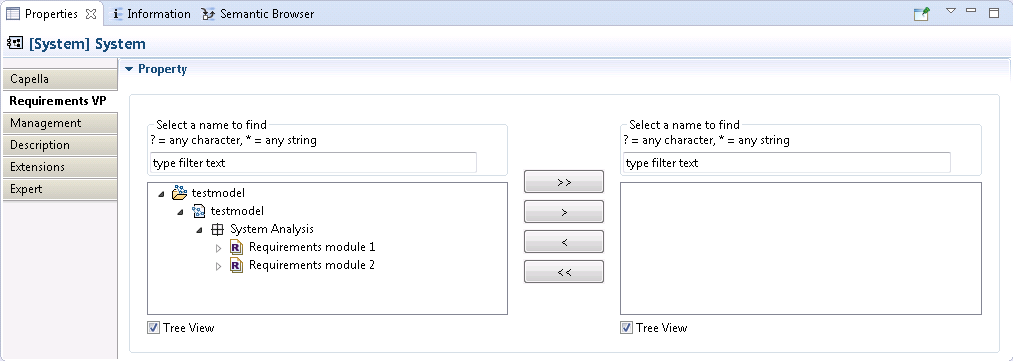 Properties Information Semantic Browser
[System] System
Capella
Requirements VP
Management
Description
Extensions
Expert
Property
Select a name to find
? = any character, * = any string
type filter text
testmodel
testmodel
System Analysis
R Requirements module 1
R Requirements module 2
Tree View
>>
>
<
<<
Select a name to find
? = any character, * = any string
type filter text
Tree View